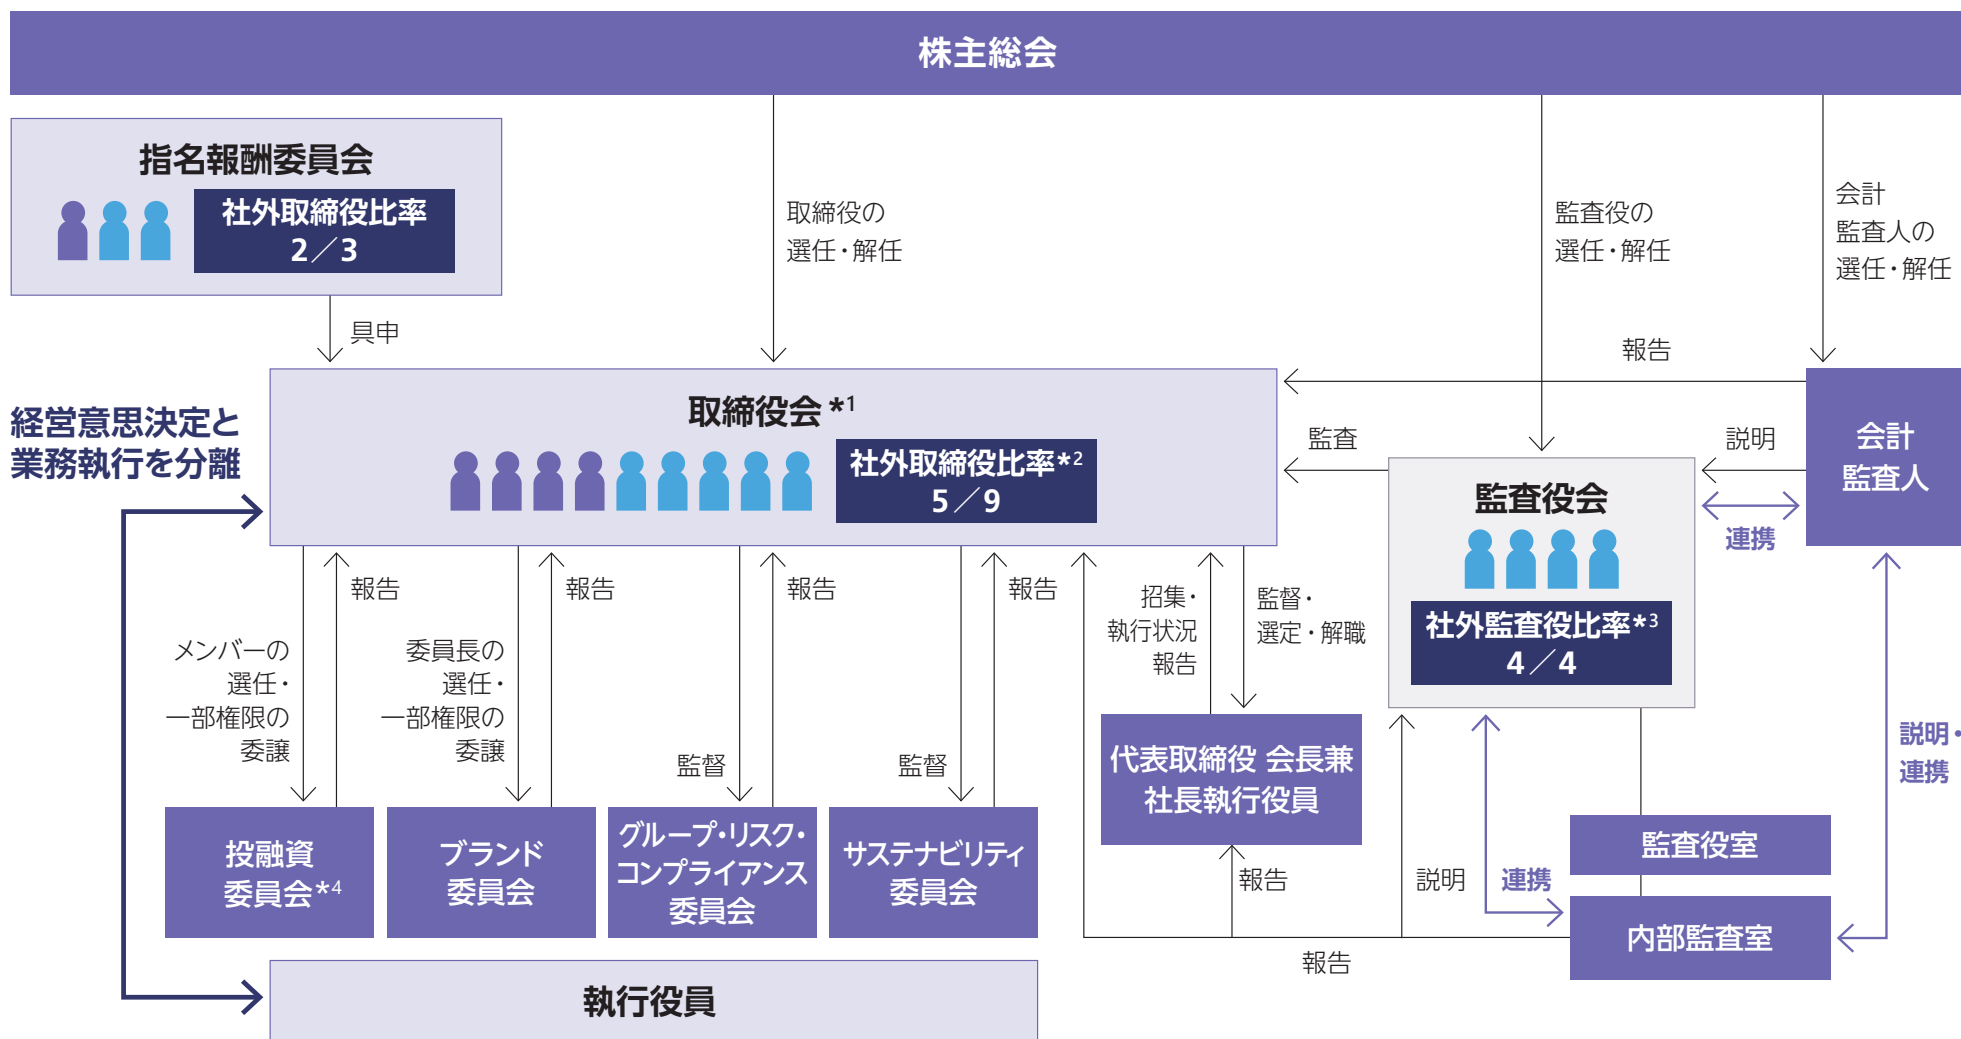 株主総会
指名報酬委員会
社外取締役比率
2／3
具申
取締役の
選任・解任
監査役の
選任・解任
会計
監査人の
選任・解任
経営意思決定と
業務執行を分離
取締役会*1
社外取締役比率*2
5／9
報告
監査
説明
会計
監査人
連携
監査役会
社外監査役比率*3
4／4
メンバーの
選任・
一部権限の
委譲
報告
委員長の
選任・
一部権限の
委譲
報告
監督
報告
監督
報告
招集・
執行状況
報告
監督・
選定・解職
投融資
委員会*4
ブランド
委員会
グループ・リスク・
コンプライアンス
委員会
サステナビリティ
委員会
代表取締役 会長兼
社長執行役員
報告
説明
連携
監査役室
内部監査室
説明・
連携
報告
執行役員